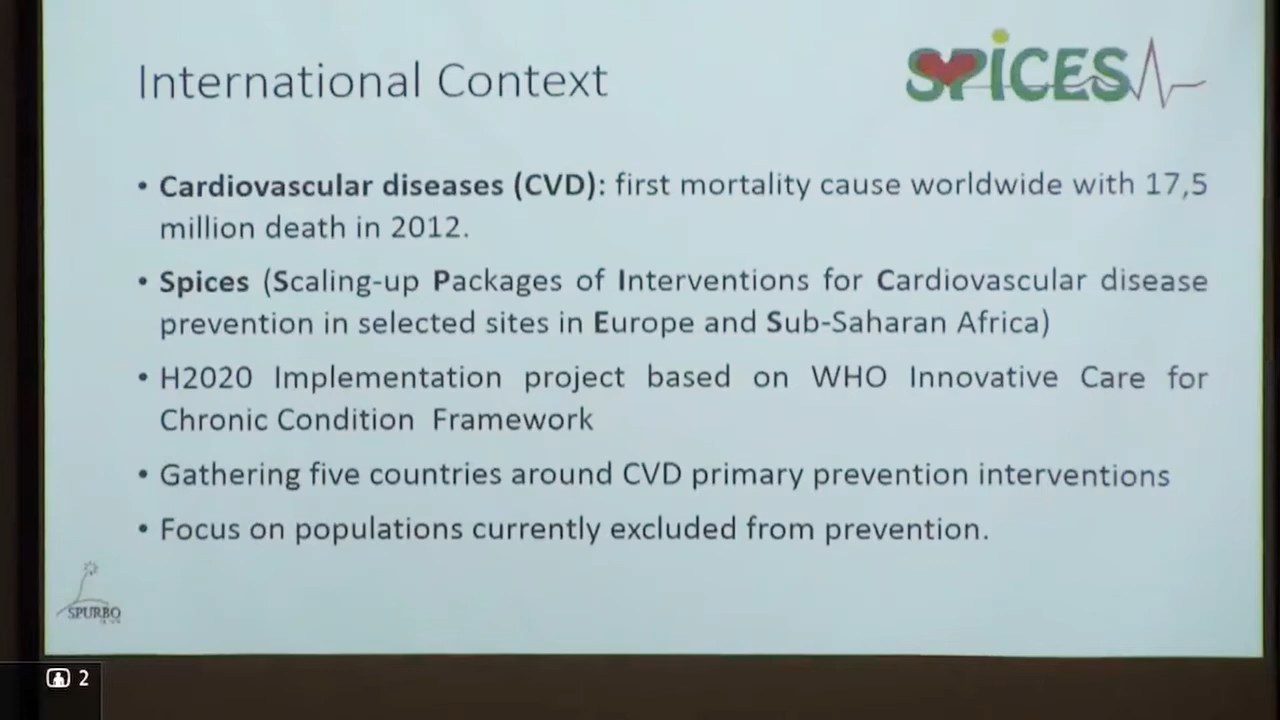 International Context
SPICES
• Cardiovascular diseases (CVD): first mortality cause worldwide with 17,5
million death in 2012.
• Spices (Scaling-up Packages of Interventions for Cardiovascular disease
prevention in selected sites in Europe and Sub-Saharan Africa)
• H2020 Implementation project based on WHO Innovative Care for
Chronic Condition Framework
• Gathering five countries around CVD primary prevention interventions
• Focus on populations currently excluded from prevention.
SPURBO
2